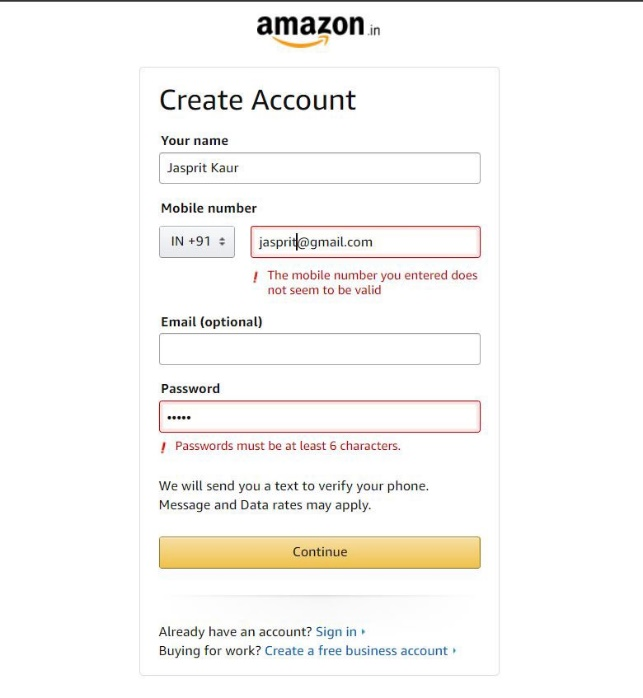 amazon.in
Create Account
Your name
Jasprit Kaur
Mobile number
IN +91 jasprit@gmail.com
! The mobile number you entered does
not seem to be valid
Email (optional)
Password
•••••
! Passwords must be at least 6 characters.
We will send you a text to verify your phone.
Message and Data rates may apply.
Continue
Already have an account? Sign in
Buying for work? Create a free business account